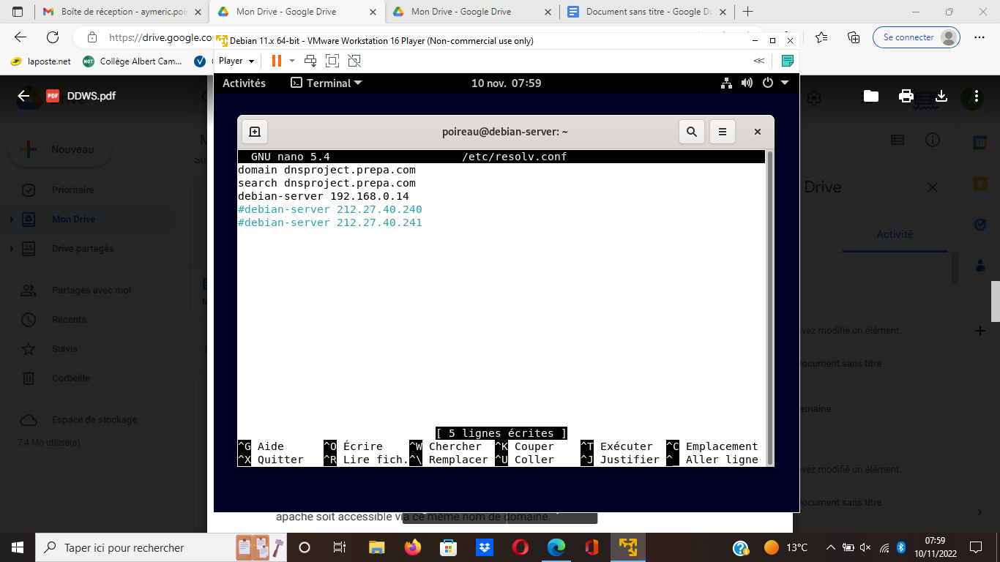 Boîte de réception - aymeric.poir
Mon Drive - Google Drive
Mon Drive - Google Drive
Document sans titre - Google Do
https://drive.google.co
Se connecter
laposte.net
Collège Albert Cam...
Debian 11.x 64-bit - VMware Workstation 16 Player (Non-commercial use only)
Player
Activités
Terminal
10 nov. 07:59
PDF
DDWS.pdf
poireau@debian-server: ~
GNU nano 5.4
/etc/resolv.conf
domain dnsproject.prepa.com
search dnsproject.prepa.com
debian-server 192.168.0.14
#debian-server 212.27.40.240
#debian-server 212.27.40.241
[ 5 lignes écrites ]
^G Aide ^O Écrire ^W Chercher ^K Couper ^T Exécuter ^C Emplacement
^X Quitter ^R Lire fich. ^\ Remplacer ^U Coller ^J Justifier ^_ Aller ligne
Nouveau
Prioritaire
Mon Drive
Drive partagés
Partagés avec moi
Récents
Suivis
Corbeille
Espace de stockage
7,4 Mo utilisé(s)
Drive
Activité
vez modifié un élément.
ocument sans titre
emaine
vez modifié un élément.
ocument sans titre
apache soit accessible via ce même nom de domaine.
Taper ici pour rechercher
13°C
07:59
10/11/2022